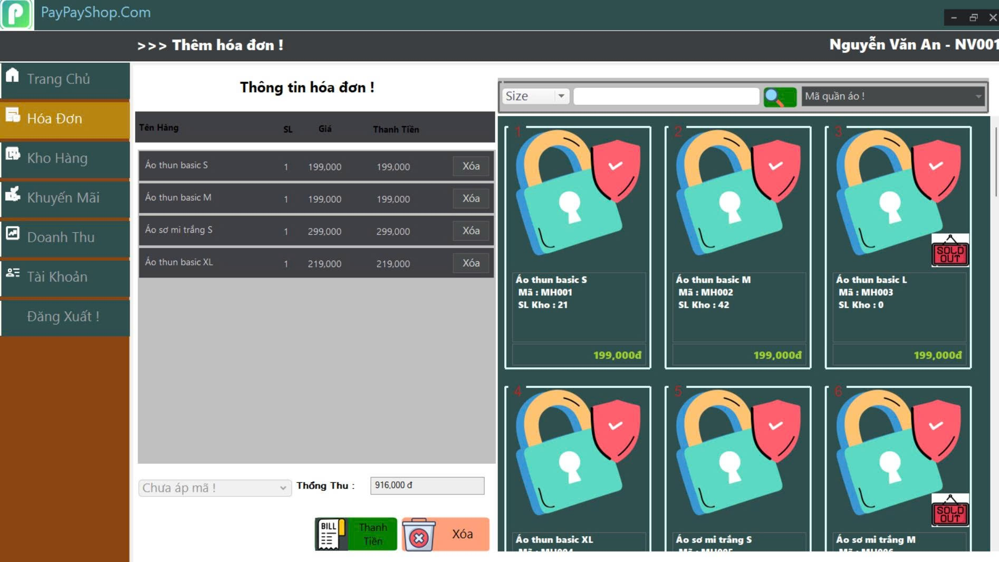 PayPayShop.Com
>>> Thêm hóa đơn !
Nguyễn Văn An - NV001
Trang Chủ
Hóa Đơn
Kho Hàng
Khuyến Mãi
Doanh Thu
Tài Khoản
Đăng Xuất !
Thông tin hóa đơn !
Tên Hàng SL Giá Thanh Tiền
Áo thun basic S 1 199,000 199,000 Xóa
Áo thun basic M 1 199,000 199,000 Xóa
Áo sơ mi trắng S 1 299,000 299,000 Xóa
Áo thun basic XL 1 219,000 219,000 Xóa
Chưa áp mã !
Thổng Thu :
916,000 đ
BILL
Thanh
Tiền
Xóa
Size
Mã quần áo !
1
Áo thun basic S
Mã : MH001
SL Kho : 21
199,000đ
2
Áo thun basic M
Mã : MH002
SL Kho : 42
199,000đ
3
SOLD
OUT
Áo thun basic L
Mã : MH003
SL Kho : 0
199,000đ
4
Áo thun basic XL
Mã : MH004
5
Áo sơ mi trắng S
Mã : MH005
6
SOLD
OUT
Áo sơ mi trắng M
Mã : MH006